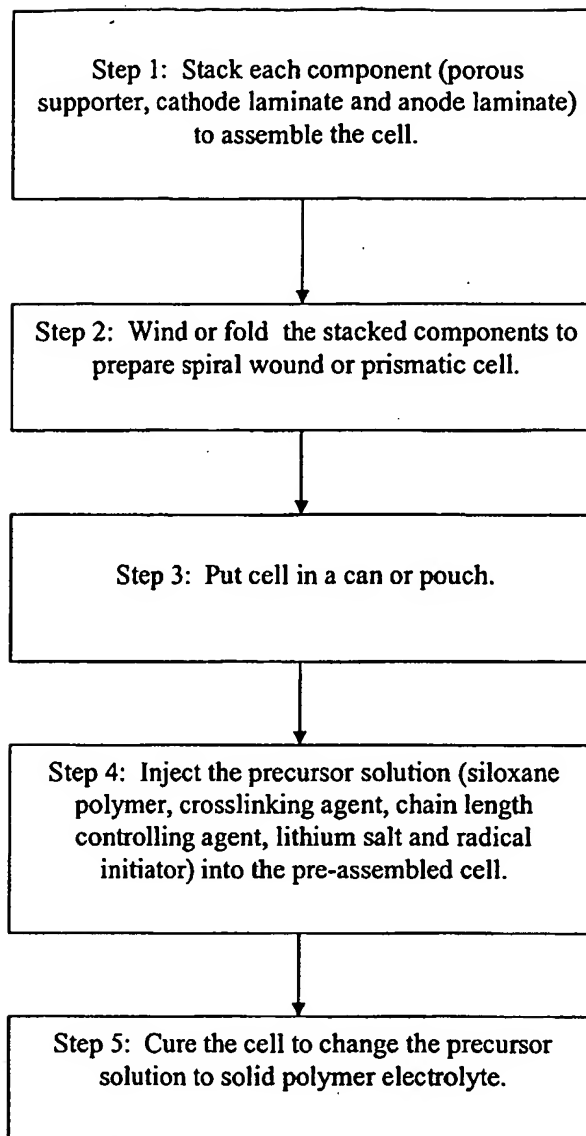 Step 1: Stack each component (porous
supporter, cathode laminate and anode laminate)
to assemble the cell.
Step 2: Wind or fold the stacked components to
prepare spiral wound or prismatic cell.
Step 3: Put cell in a can or pouch.
Step 4: Inject the precursor solution (siloxane
polymer, crosslinking agent, chain length
controlling agent, lithium salt and radical
initiator) into the pre-assembled cell.
Step 5: Cure the cell to change the precursor
solution to solid polymer electrolyte.